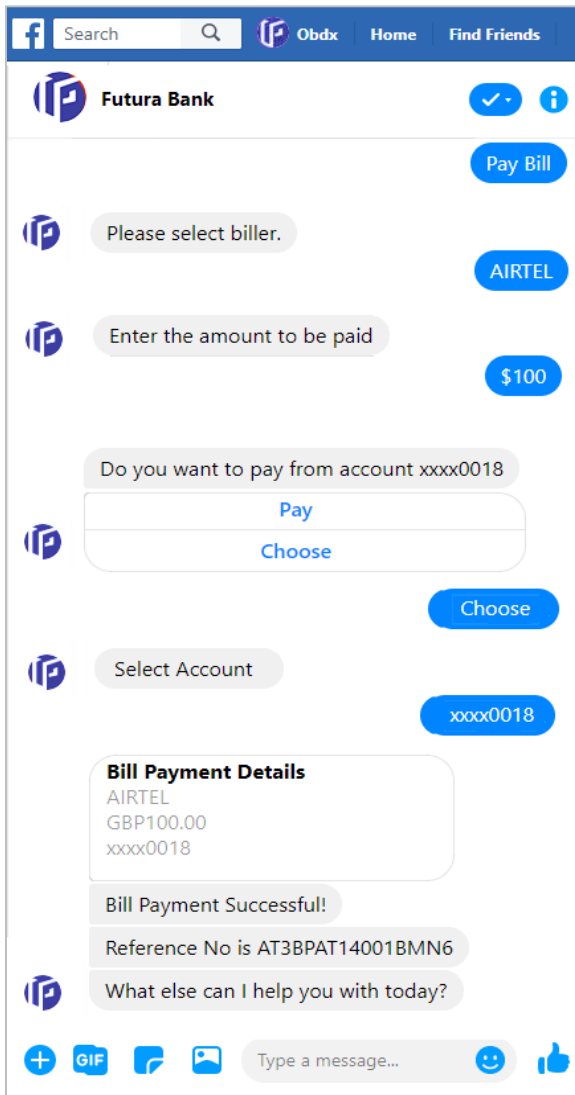 f Search Obdx Home Find Friends
Futura Bank
Pay Bill
Please select biller.
AIRTEL
Enter the amount to be paid
$100
Do you want to pay from account xxxx0018
Pay
Choose
Choose
Select Account
xxxx0018
Bill Payment Details
AIRTEL
GBP100.00
xxxx0018
Bill Payment Successful!
Reference No is AT3BPAT14001BMN6
What else can I help you with today?
GIF Type a message...